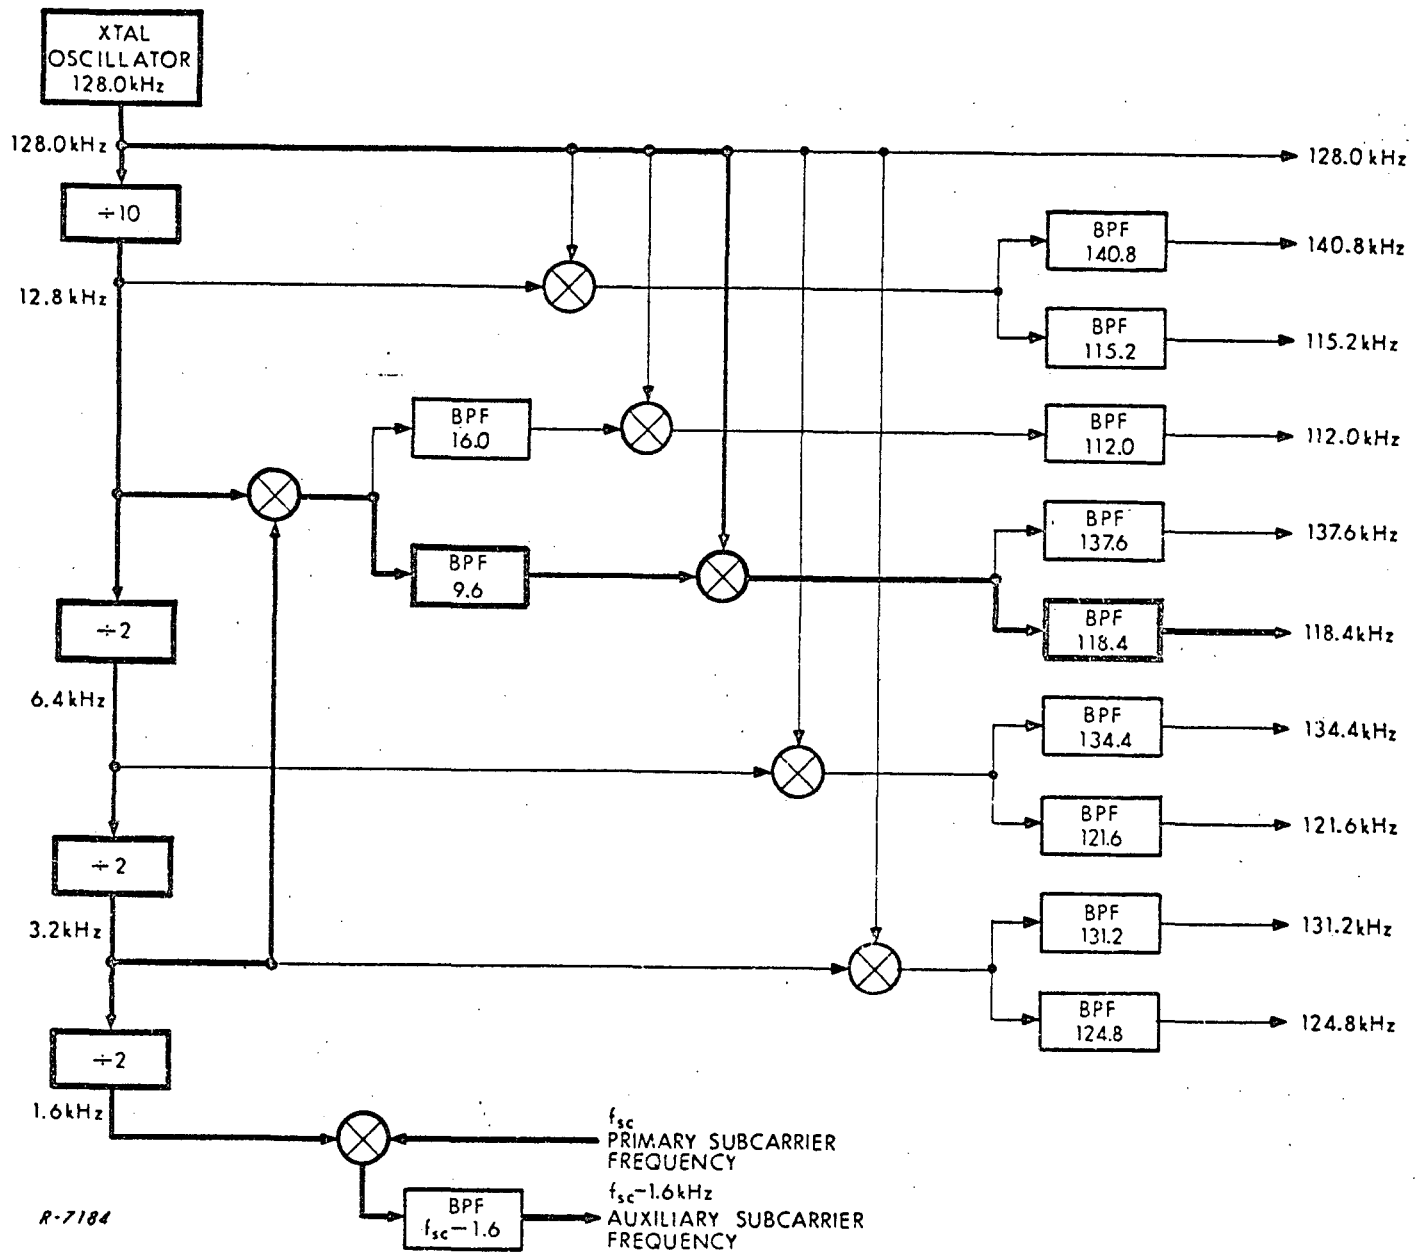 XTAL
OSCILLATOR
128.0kHz
128.0kHz
128.0 kHz
÷10
BPF
140.8
140.8kHz
12.8kHz
BPF
115.2
115.2kHz
BPF
16.0
BPF
112.0
112.0kHz
BPF
137.6
137.6kHz
BPF
9.6
÷2
BPF
118.4
118.4kHz
6.4kHz
BPF
134.4
134.4kHz
BPF
121.6
121.6kHz
÷2
3.2kHz
BPF
131.2
131.2kHz
BPF
124.8
124.8kHz
÷2
1.6kHz
fsc
PRIMARY SUBCARRIER
FREQUENCY
BPF
fsc−1.6
fsc−1.6kHz
AUXILIARY SUBCARRIER
FREQUENCY
R-7184